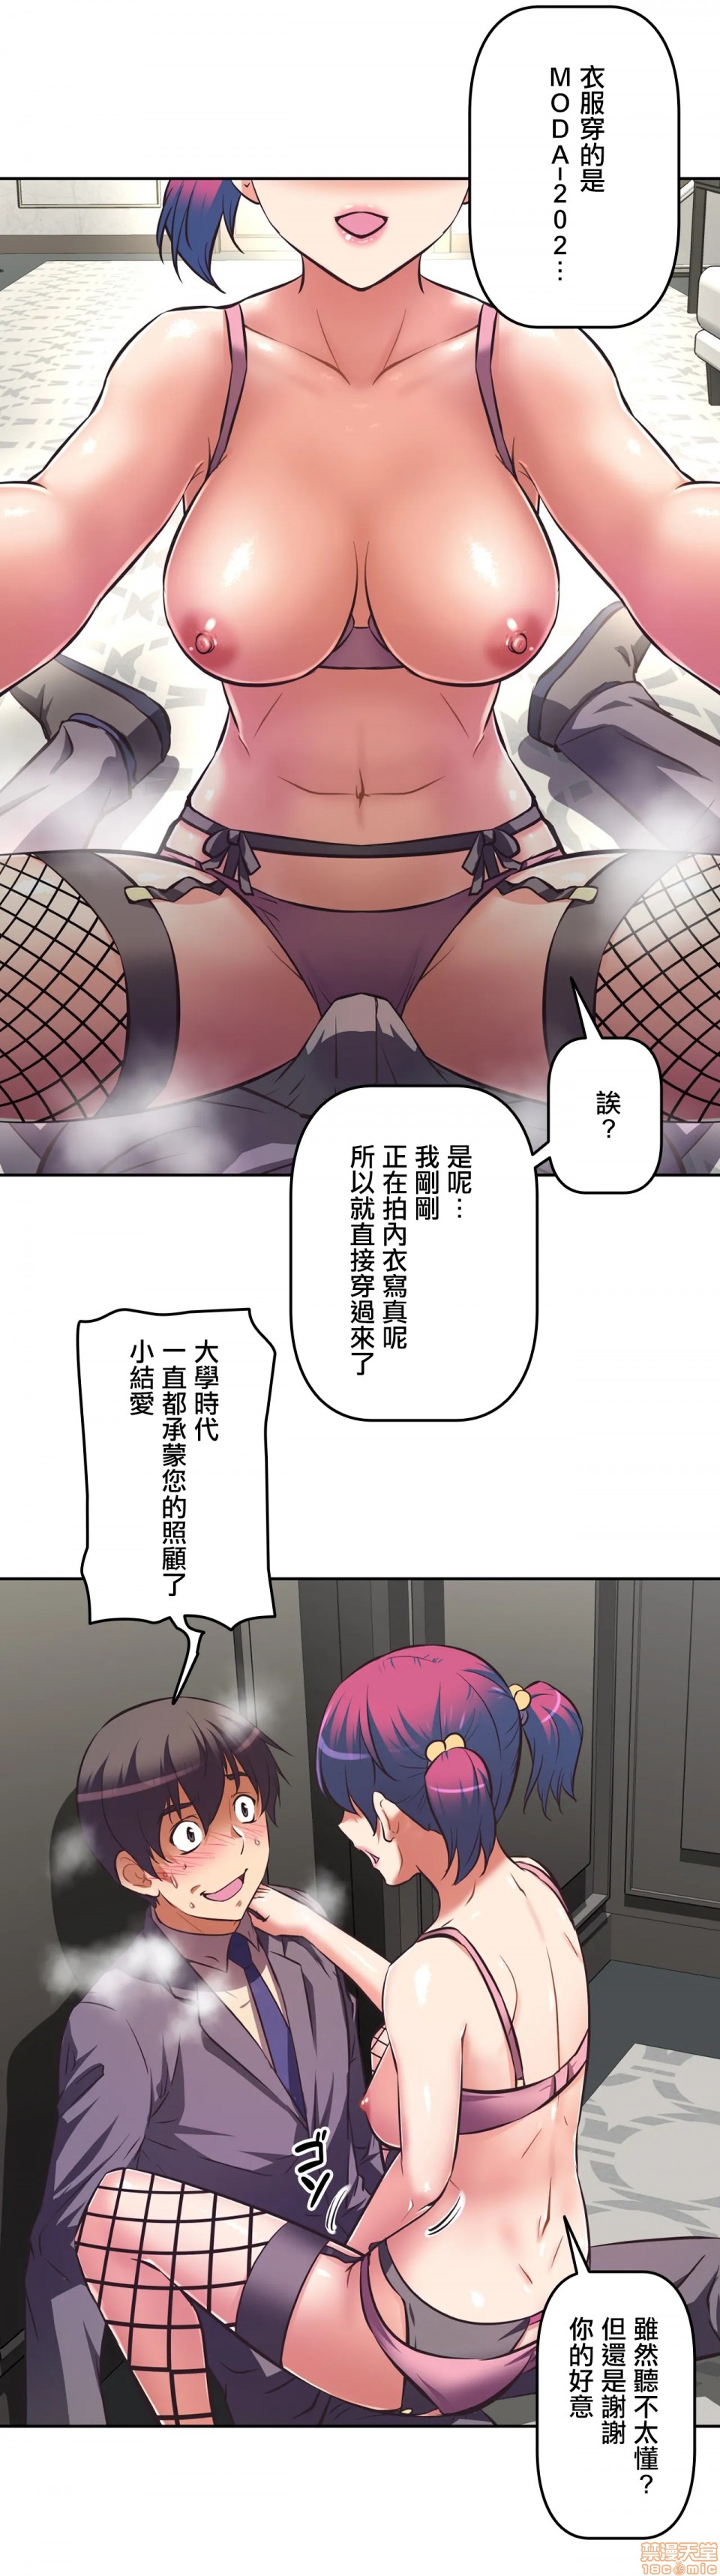 衣服穿的是
MODA-202…
誒？
是呢…
我剛剛
正在拍內衣寫真呢
所以就直接穿過來了
大學時代
一直都承蒙您的照顧了
小結愛
ゴソ
雖然聽不太懂？
但還是謝謝
你的好意
禁漫天堂
18comic